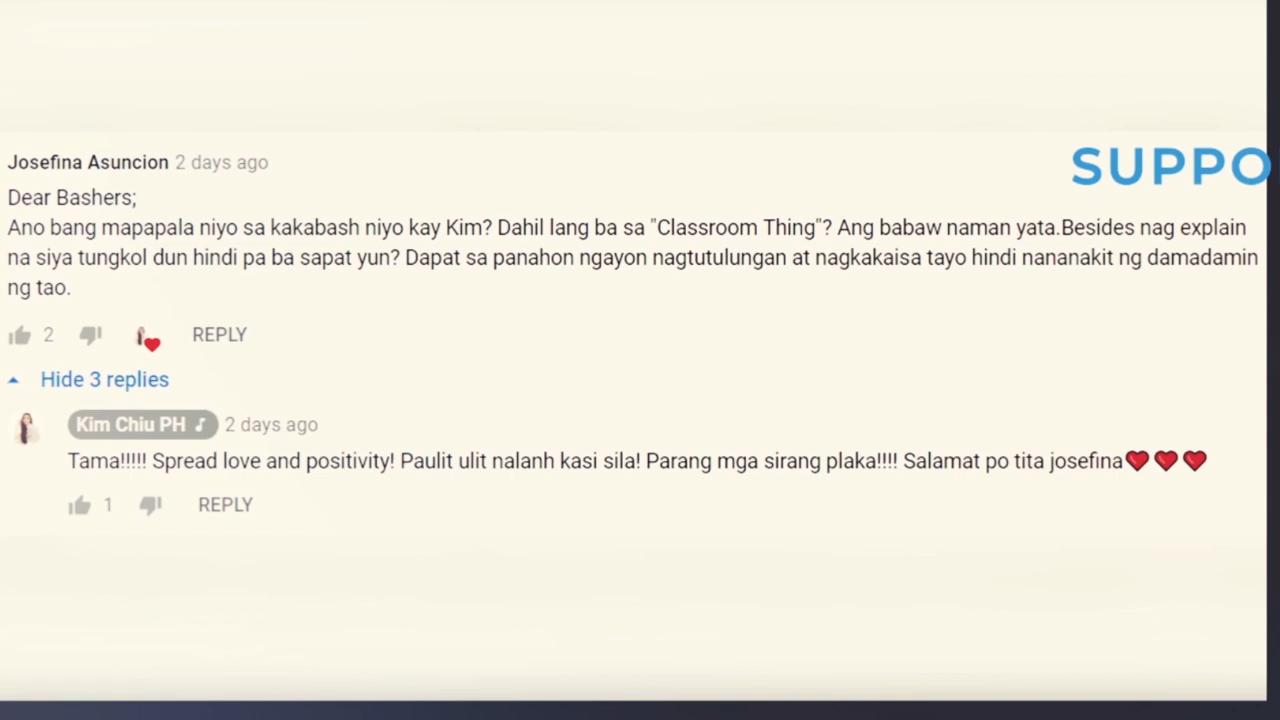 Josefina Asuncion 2 days ago
SUPPO
Dear Bashers;
Ano bang mapapala niyo sa kakabash niyo kay Kim? Dahil lang ba sa "Classroom Thing"? Ang babaw naman yata.Besides nag explain
na siya tungkol dun hindi pa ba sapat yun? Dapat sa panahon ngayon nagtutulungan at nagkakaisa tayo hindi nananakit ng damadamin
ng tao.
2 REPLY
Hide 3 replies
Kim Chiu PH 2 days ago
Tama!!!!! Spread love and positivity! Paulit ulit nalanh kasi sila! Parang mga sirang plaka!!!! Salamat po tita josefina❤❤❤
1 REPLY